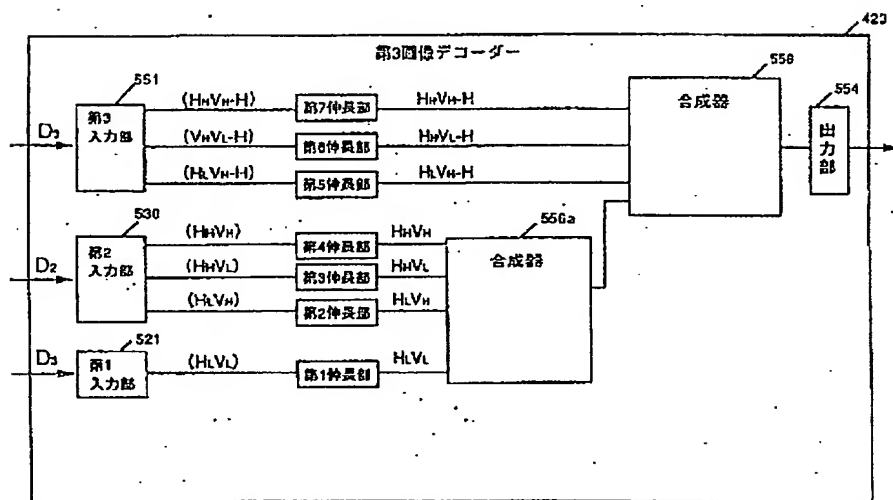 423
第3画像デコーダー
551
第3
入力部
D3
(HHVH-H)
(VHVL-H)
(HLVH-H)
第7伸長部
第6伸長部
第5伸長部
HHVH-H
HHVL-H
HLVH-H
558
合成器
554
出力部
530
第2
入力部
D2
(HHVH)
(HHVL)
(HLVH)
第4伸長部
第3伸長部
第2伸長部
HHVH
HHVL
HLVH
556a
合成器
521
第1
入力部
D3
(HLVL)
第1伸長部
HLVL